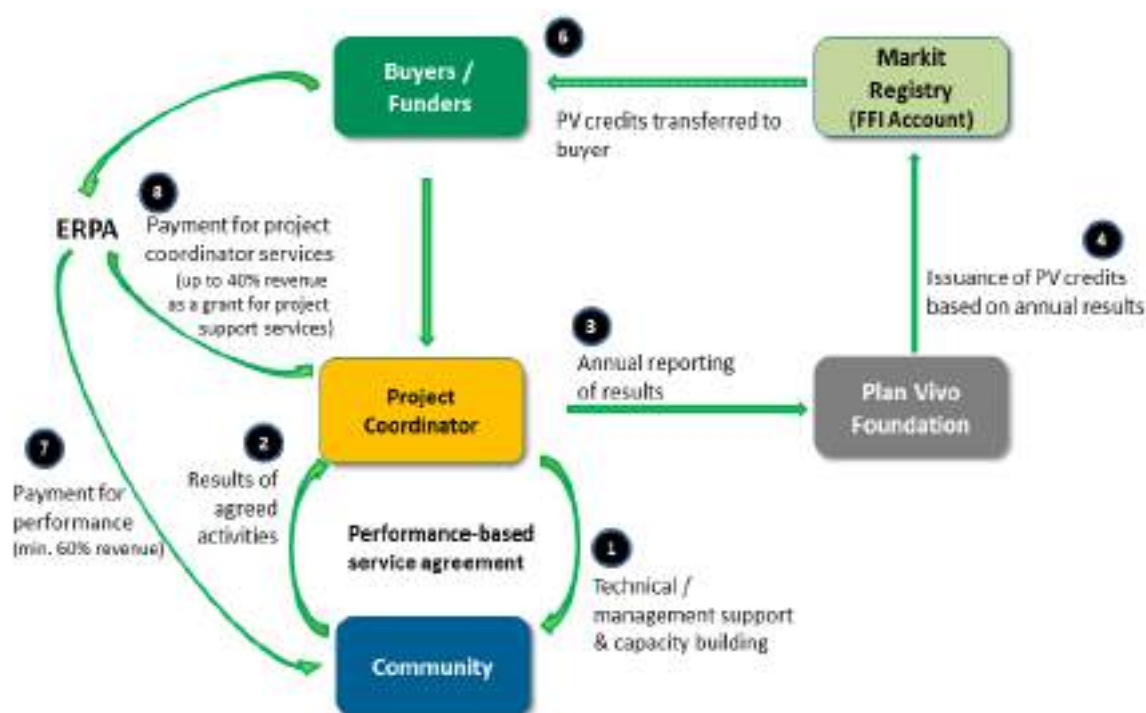 Buyers /
Funders
6
PV credits transferred to
buyer
Markit
Registry
(FFI Account)
8
ERPA
Payment for project
coordinator services
(up to 40% revenue
as a grant for project
support services)
4
Issuance of PV credits
based on annual results
3
Annual reporting
of results
Project
Coordinator
Plan Vivo
Foundation
7
Payment for
performance
(min. 60% revenue)
2
Results of
agreed
activities
Performance-based
service agreement
1
Technical /
management support
& capacity building
Community